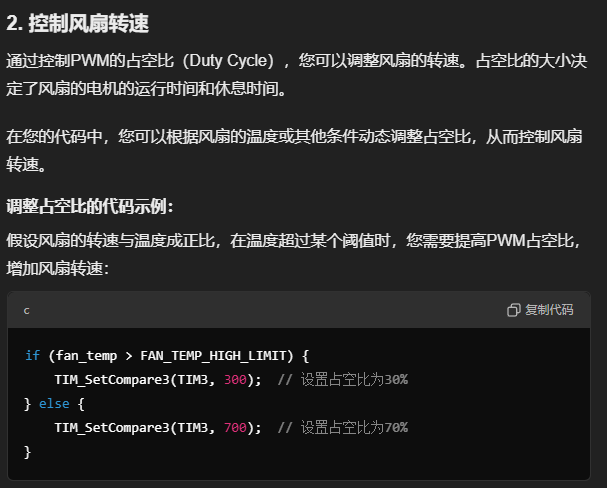 2. 控制风扇转速
通过控制PWM的占空比（Duty Cycle），您可以调整风扇的转速。占空比的大小决
定了风扇的电机的运行时间和休息时间。
在您的代码中，您可以根据风扇的温度或其他条件动态调整占空比，从而控制风扇
转速。
调整占空比的代码示例：
假设风扇的转速与温度成正比，在温度超过某个阈值时，您需要提高PWM占空比，
增加风扇转速：
c 复制代码
if (fan_temp > FAN_TEMP_HIGH_LIMIT) {
    TIM_SetCompare3(TIM3, 300);  // 设置占空比为30%
} else {
    TIM_SetCompare3(TIM3, 700);  // 设置占空比为70%
}